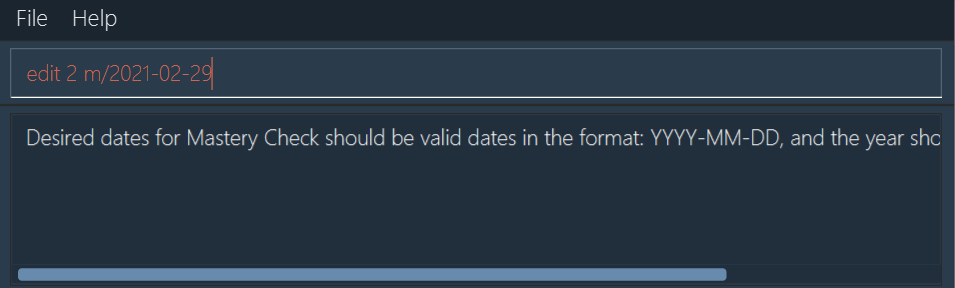 File Help
edit 2 m/2021-02-29
Desired dates for Mastery Check should be valid dates in the format: YYYY-MM-DD, and the year sho